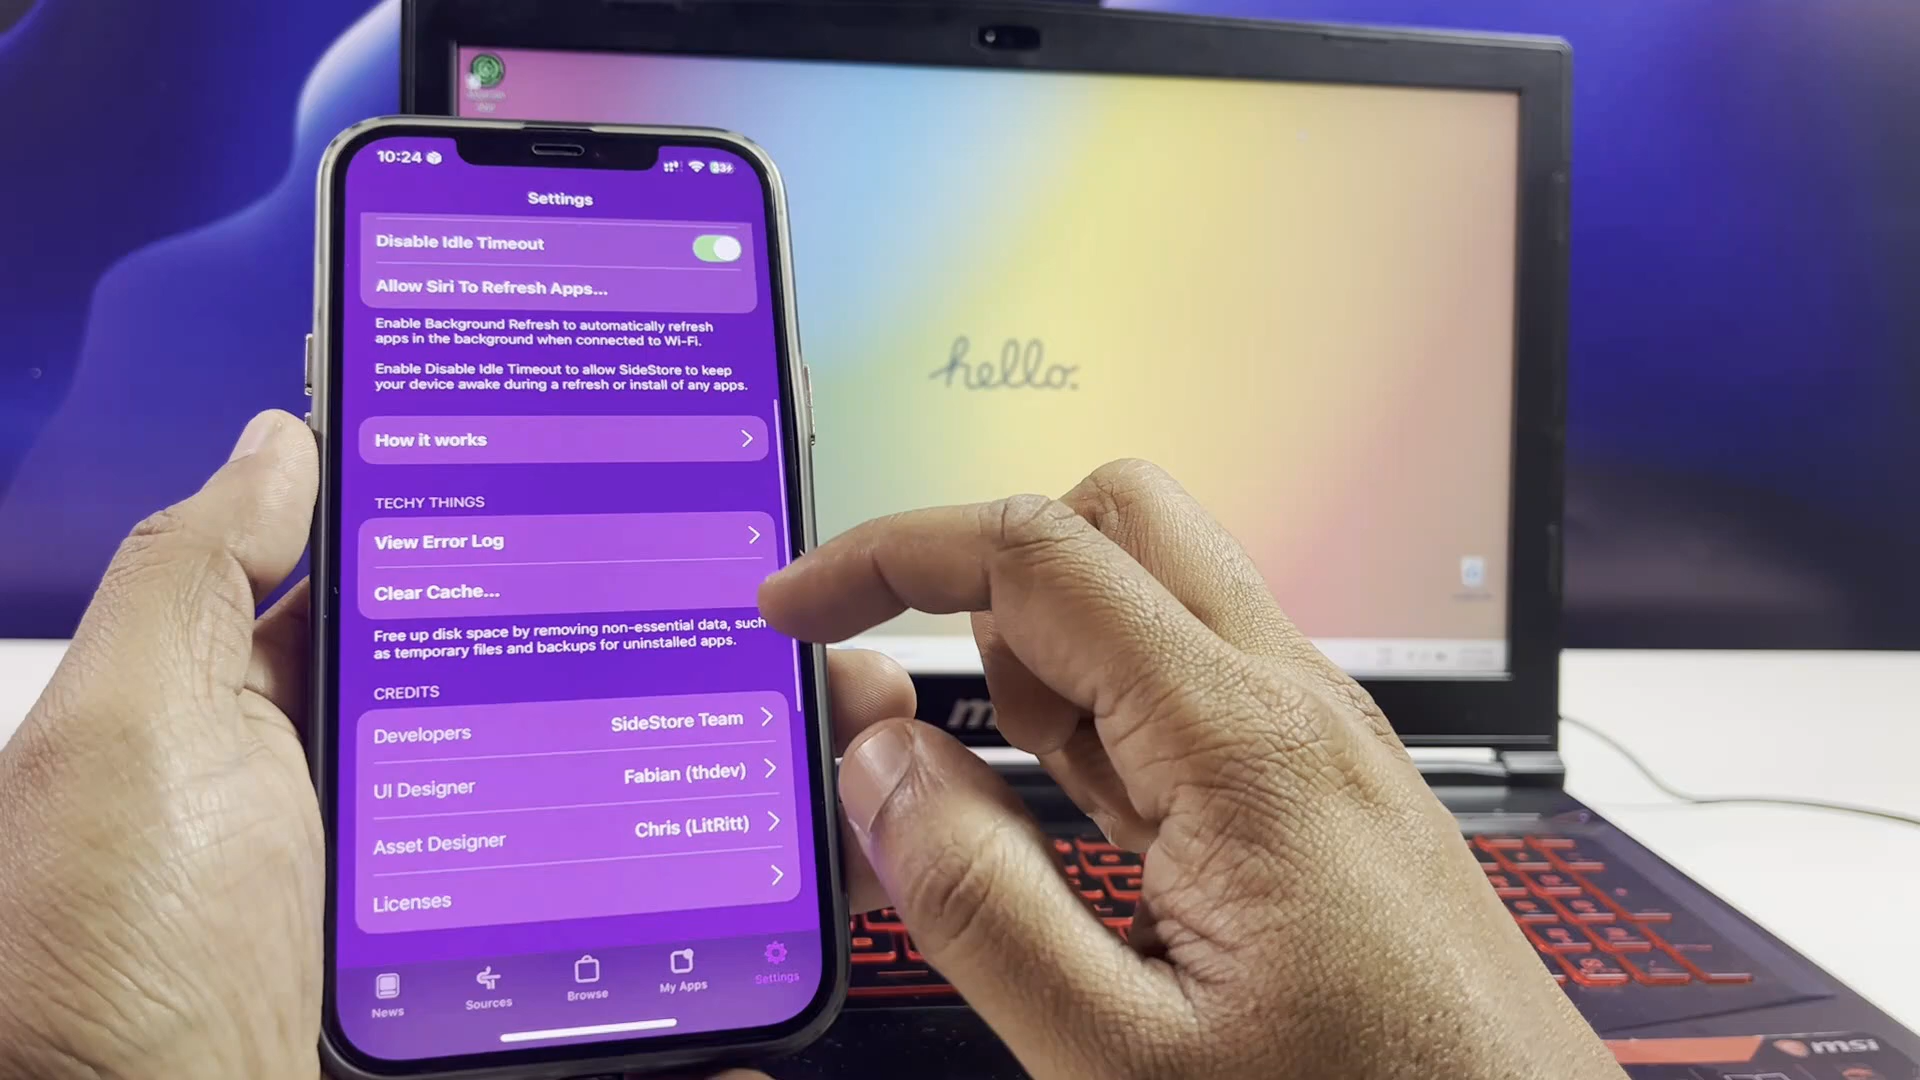 10:24
Settings
Disable Idle Timeout
Allow Siri To Refresh Apps...
Enable Background Refresh to automatically refresh
apps in the background when connected to Wi-Fi.
Enable Disable Idle Timeout to allow SideStore to keep
your device awake during a refresh or install of any apps.
How it works
TECHY THINGS
View Error Log
Clear Cache...
Free up disk space by removing non-essential data, such
as temporary files and backups for uninstalled apps.
CREDITS
Developers SideStore Team
UI Designer Fabian (thdev)
Asset Designer Chris (LitRitt)
Licenses
News Sources Browse My Apps Settings
hello.
msi